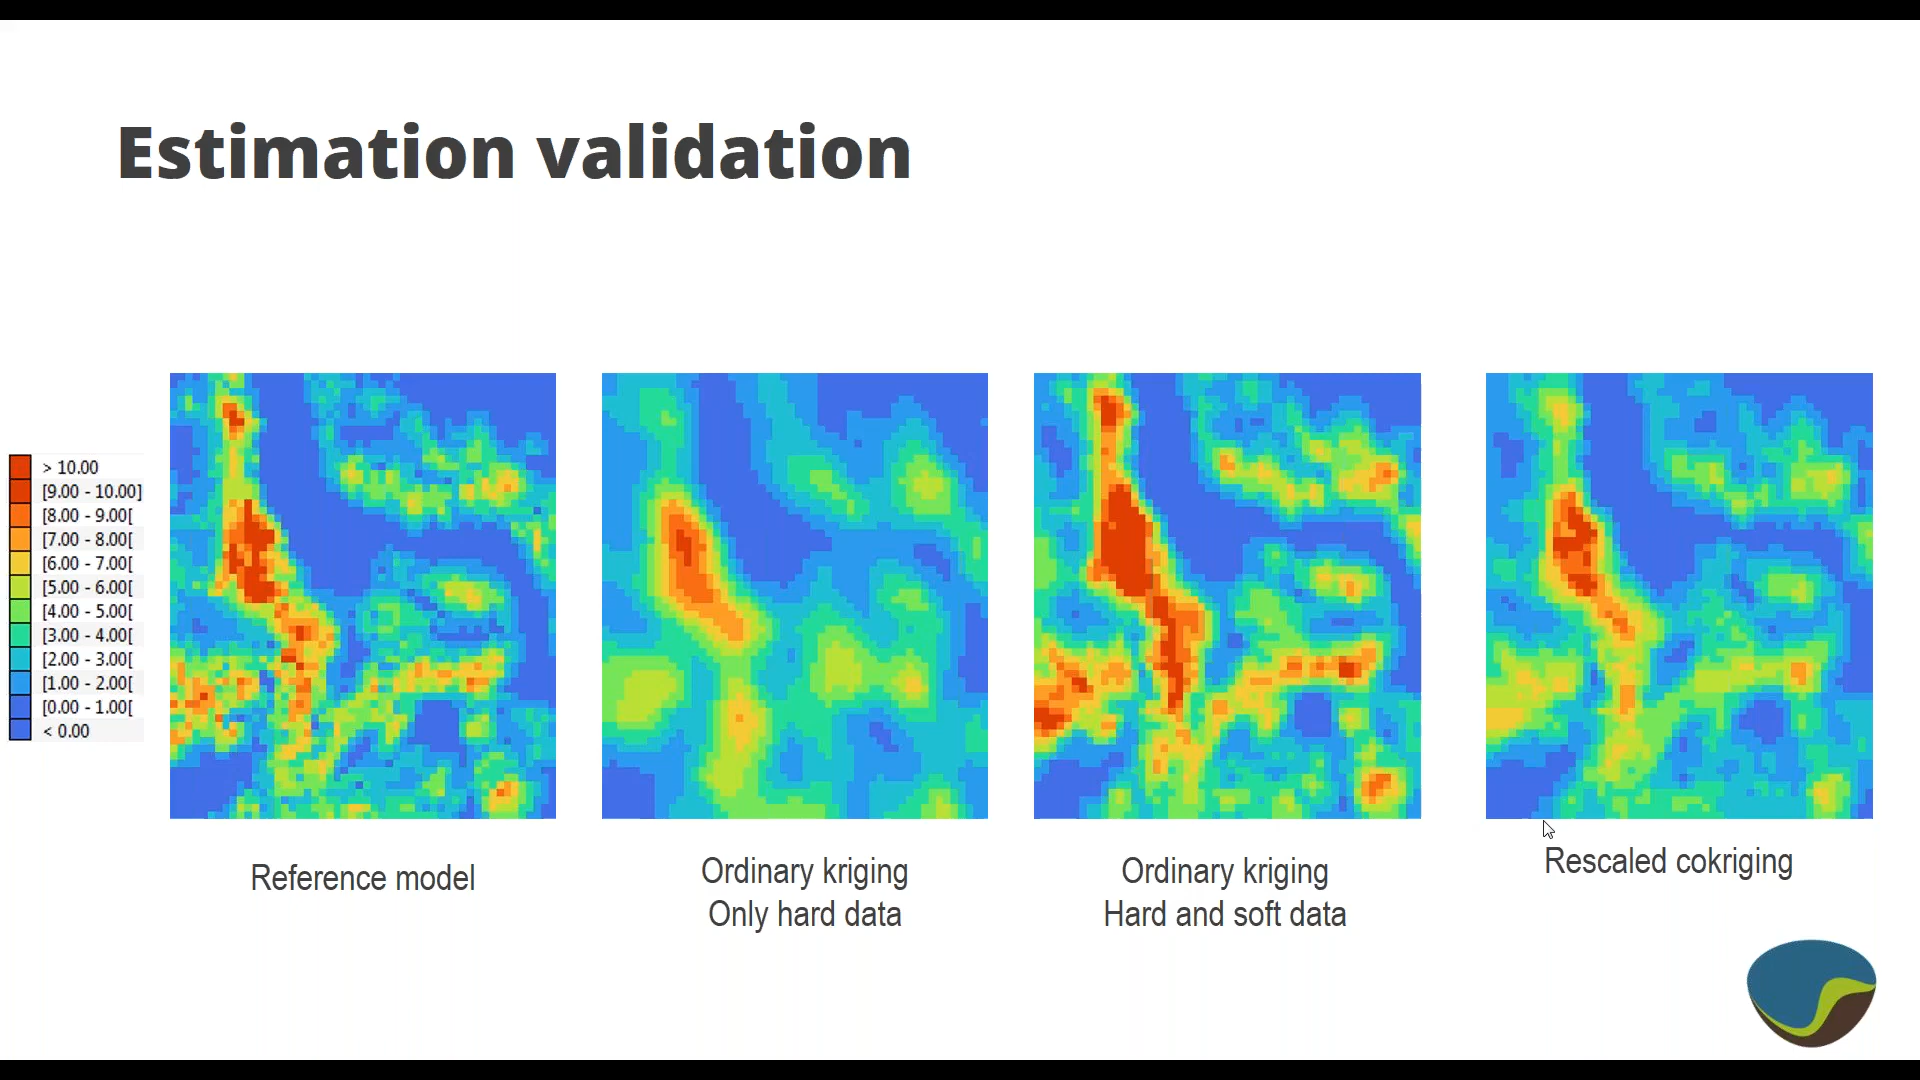 Estimation validation
> 10.00
[9.00 - 10.00]
[8.00 - 9.00[
[7.00 - 8.00[
[6.00 - 7.00[
[5.00 - 6.00[
[4.00 - 5.00[
[3.00 - 4.00[
[2.00 - 3.00[
[1.00 - 2.00[
[0.00 - 1.00[
< 0.00
Reference model
Ordinary kriging
Only hard data
Ordinary kriging
Hard and soft data
Rescaled cokriging